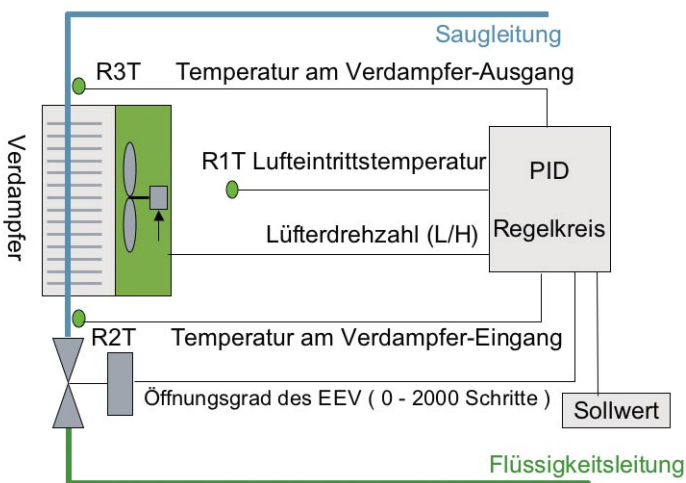 Saugleitung
R3T Temperatur am Verdampfer-Ausgang
Verdampfer
R1T Lufteintrittstemperatur
PID
Regelkreis
Lüfterdrehzahl (L/H)
R2T Temperatur am Verdampfer-Eingang
Öffnungsgrad des EEV ( 0 - 2000 Schritte )
Sollwert
Flüssigkeitsleitung